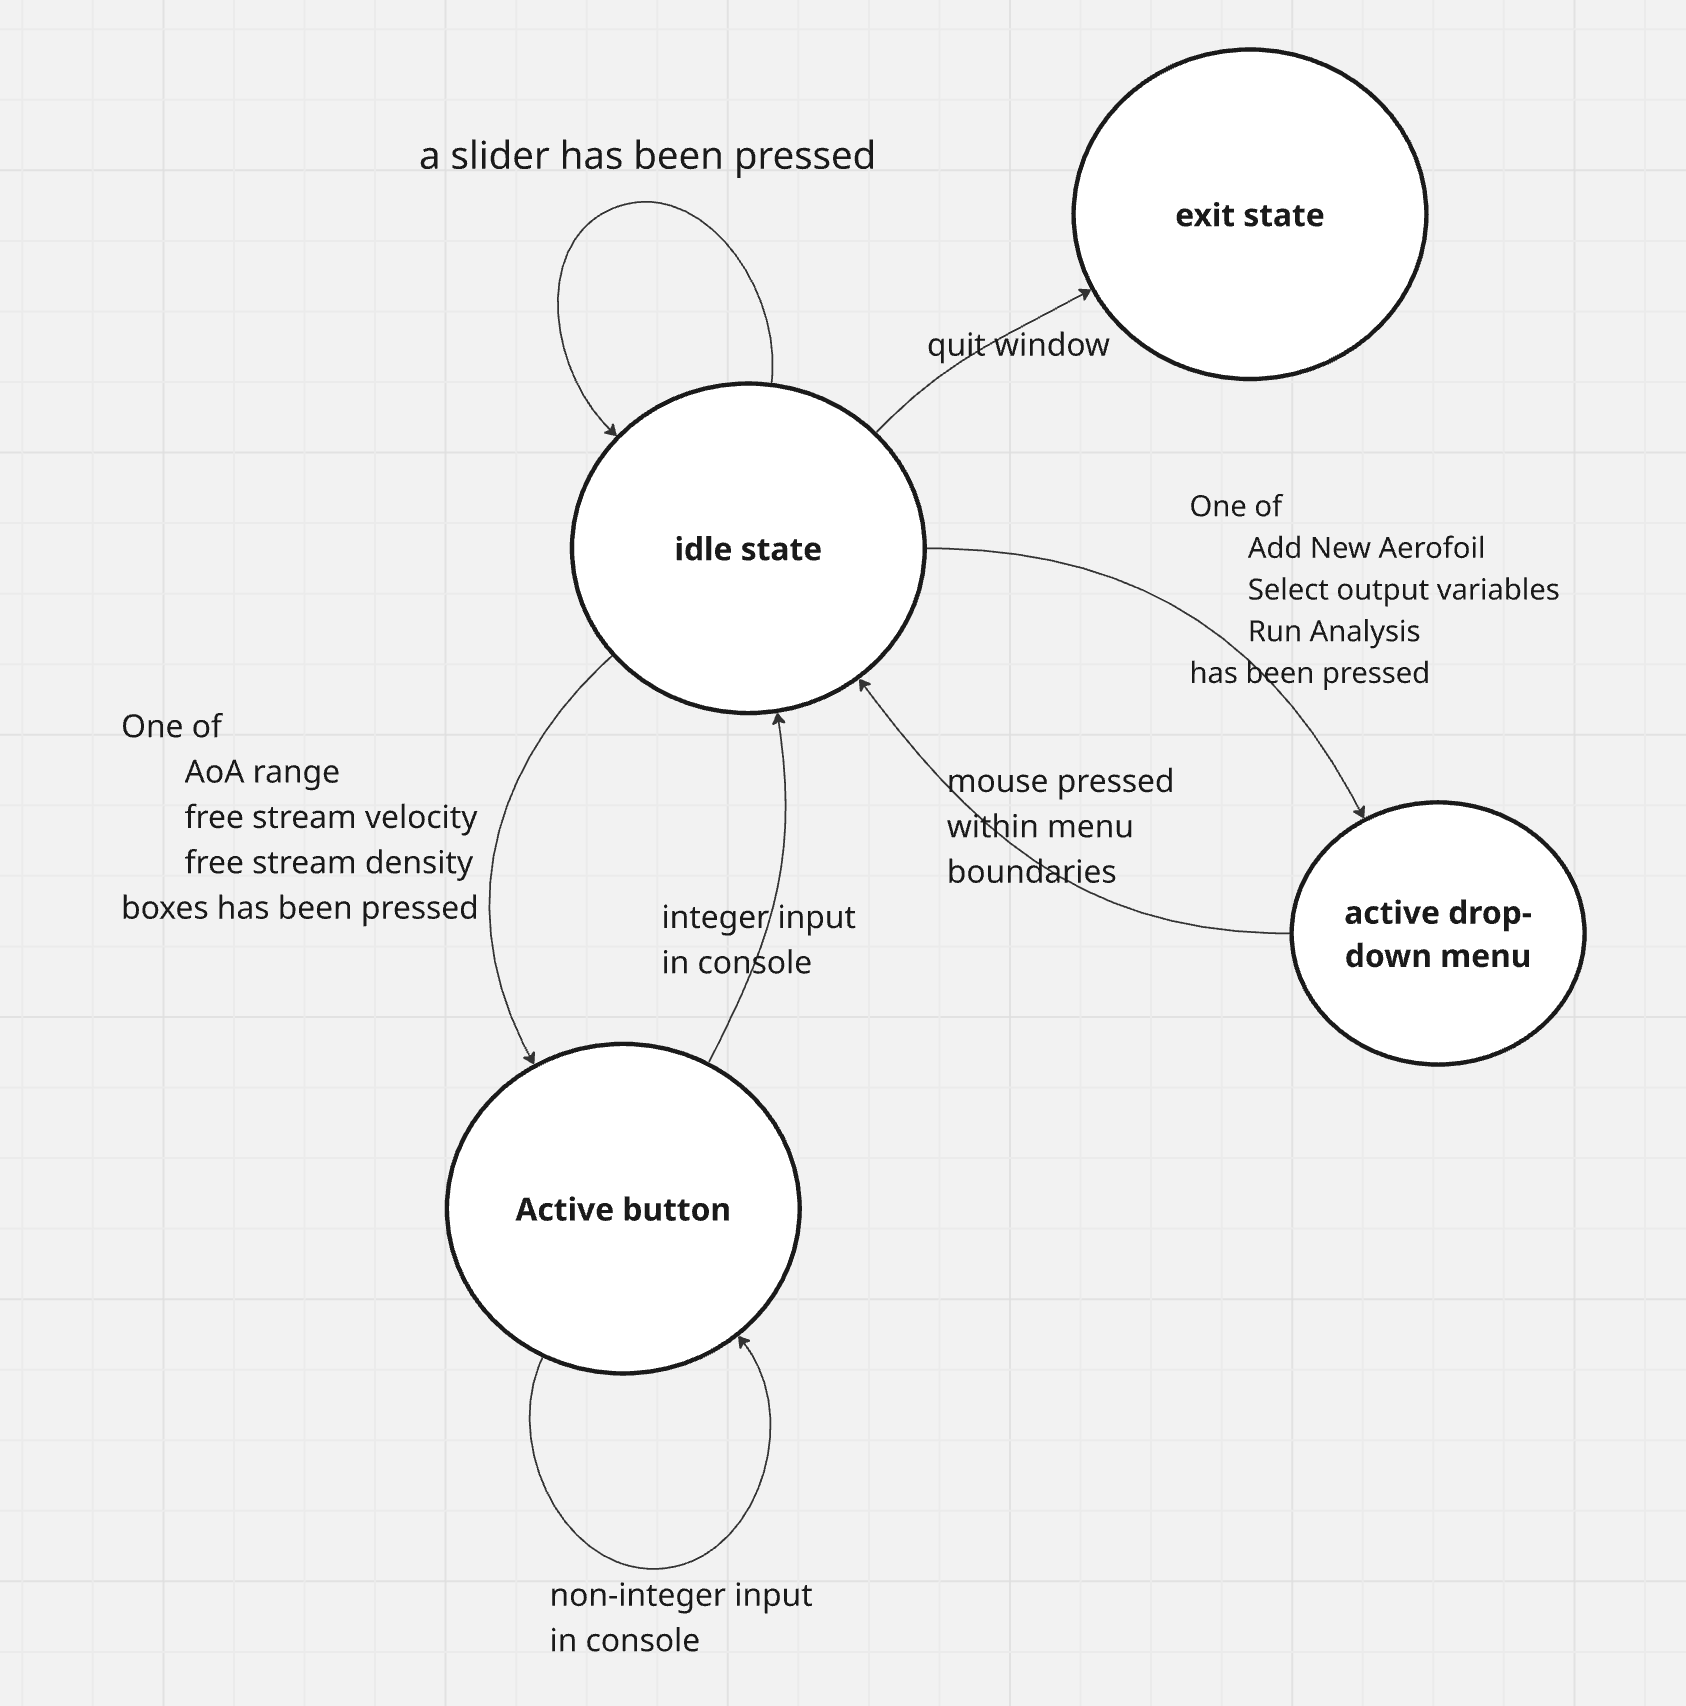 a slider has been pressed
exit state
quit window
idle state
One of
Add New Aerofoil
Select output variables
Run Analysis
has been pressed
One of
AoA range
free stream velocity
free stream density
boxes has been pressed
mouse pressed
within menu
boundaries
integer input
in console
active drop-
down menu
Active button
non-integer input
in console